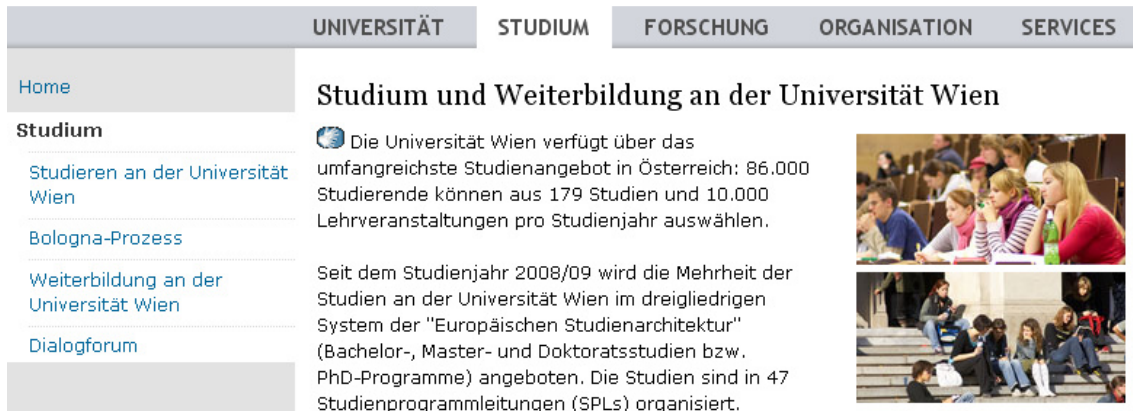 UNIVERSITÄT STUDIUM FORSCHUNG ORGANISATION SERVICES
Home
Studium
Studieren an der Universität
Wien
Bologna-Prozess
Weiterbildung an der
Universität Wien
Dialogforum
Studium und Weiterbildung an der Universität Wien
Die Universität Wien verfügt über das
umfangreichste Studienangebot in Österreich: 86.000
Studierende können aus 179 Studien und 10.000
Lehrveranstaltungen pro Studienjahr auswählen.
Seit dem Studienjahr 2008/09 wird die Mehrheit der
Studien an der Universität Wien im dreigliedrigen
System der "Europäischen Studienarchitektur"
(Bachelor-, Master- und Doktoratsstudien bzw.
PhD-Programme) angeboten. Die Studien sind in 47
Studienprogrammleitungen (SPLs) organisiert.